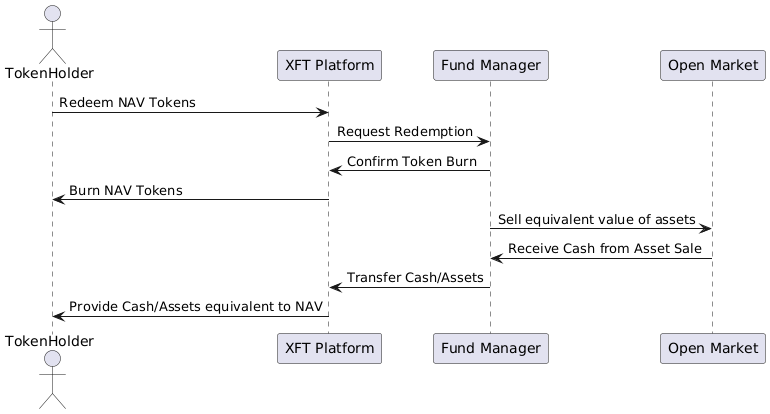 TokenHolder
XFT Platform
Fund Manager
Open Market
Redeem NAV Tokens
Request Redemption
Confirm Token Burn
Burn NAV Tokens
Sell equivalent value of assets
Receive Cash from Asset Sale
Transfer Cash/Assets
Provide Cash/Assets equivalent to NAV
TokenHolder
XFT Platform
Fund Manager
Open Market